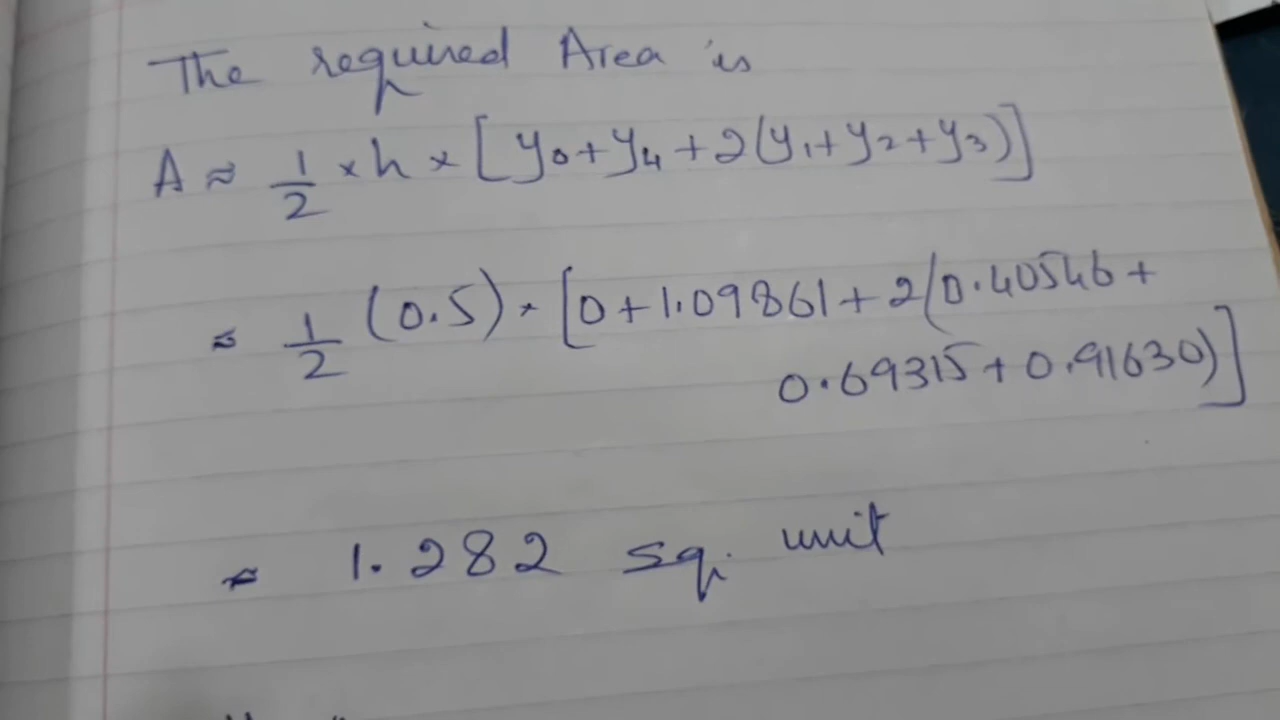 The required Area is
A ≈ 1/2 × h × [y₀ + y₄ + 2(y₁ + y₂ + y₃)]
≈ 1/2 (0.5) × [0 + 1.09861 + 2(0.40546 +
0.69315 + 0.91630)]
≈ 1.282 sq. unit